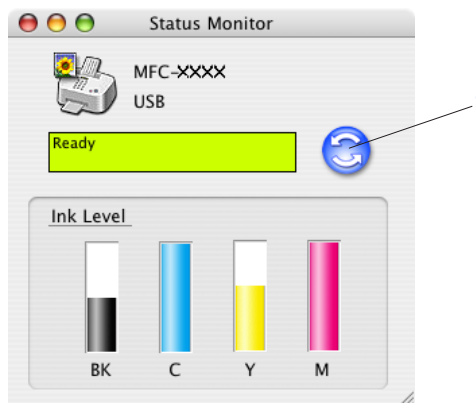 Status Monitor
MFC-XXXX
USB
Ready
Ink Level
BK C Y M